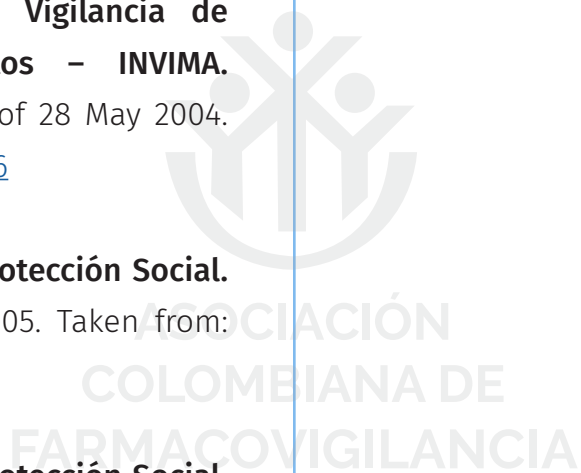 Vigilancia de
os – INVIMA.
of 28 May 2004.
6
otección Social.
05. Taken from:
otección Social.
ASOCIACIÓN
COLOMBIANA DE
FARMACOVIGILANCIA